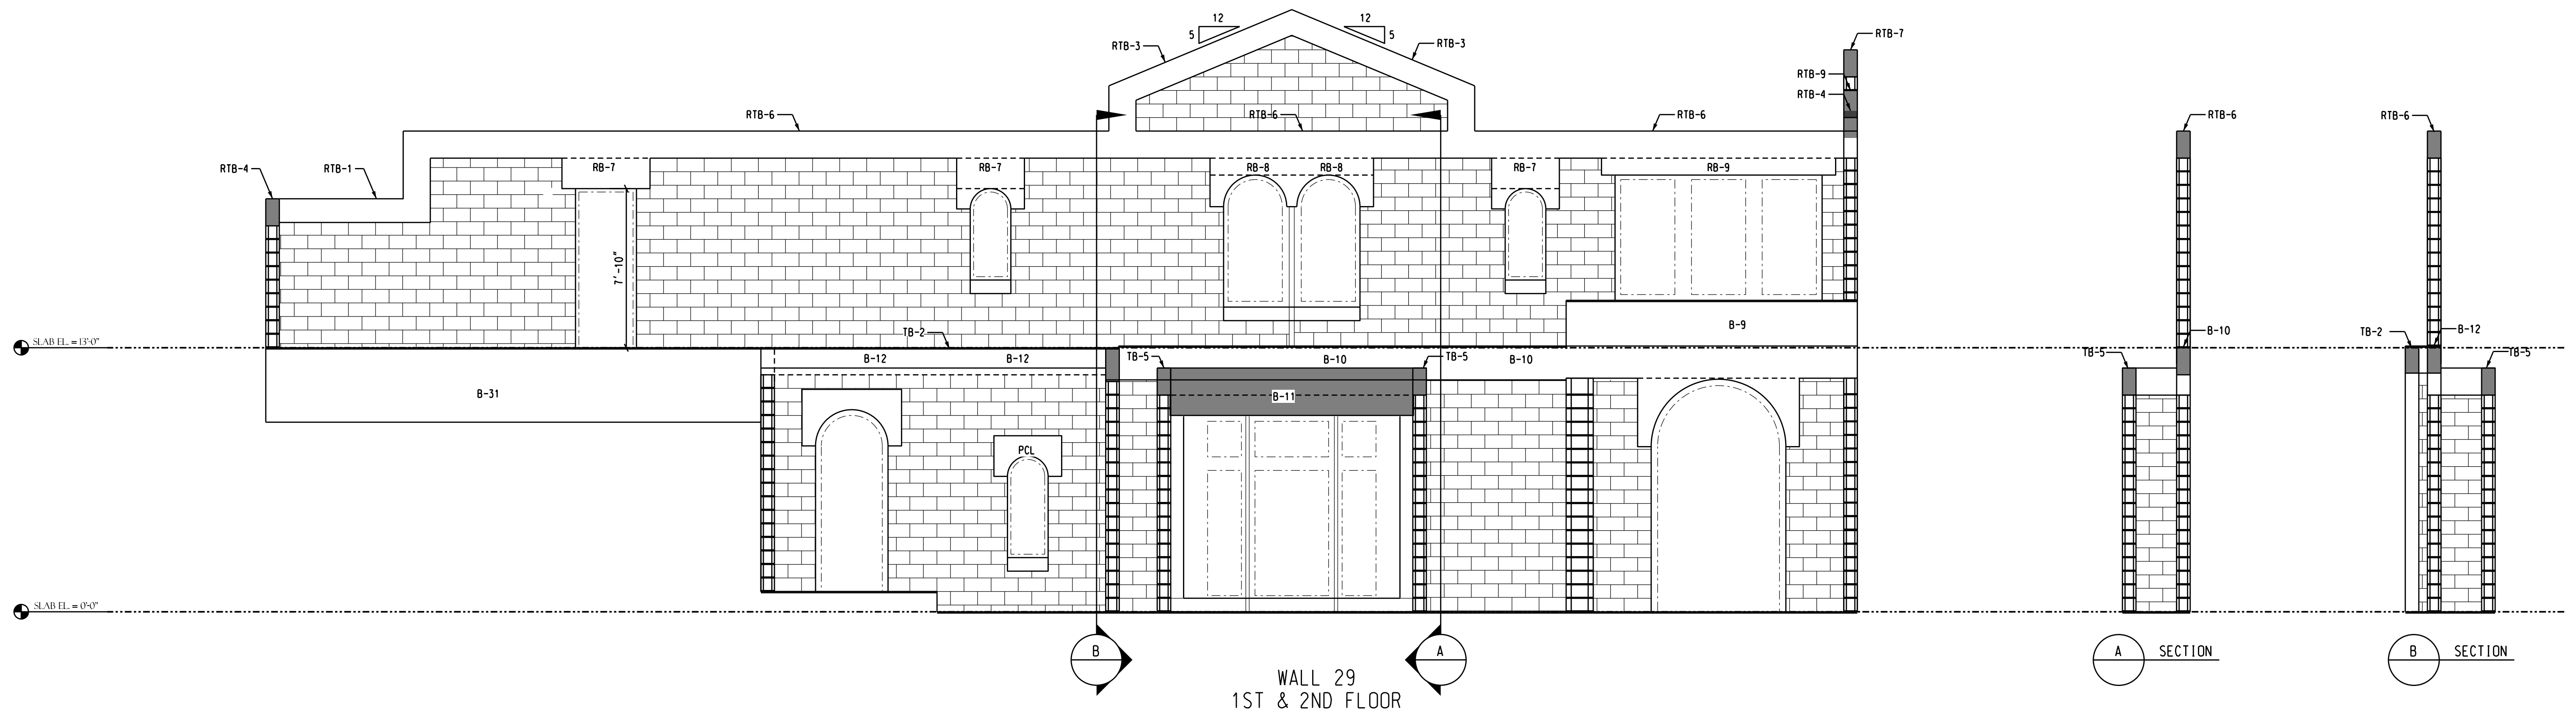 12 12
5 5
RTB-3 RTB-3
RTB-7
RTB-9
RTB-4
RTB-6 RTB-6 RTB-6 RTB-6 RTB-6
RTB-4 RTB-1 RB-7 RB-7 RB-8 RB-8 RB-7 RB-9
7'-10"
B-9
SLAB EL. = 13'-0" TB-2 B-10 TB-2 B-12
B-12 B-12 TB-5 B-10 TB-5 B-10 TB-5 TB-5
B-31 B-11
PCL
SLAB EL. = 0'-0"
B A A SECTION B SECTION
WALL 29
1ST & 2ND FLOOR